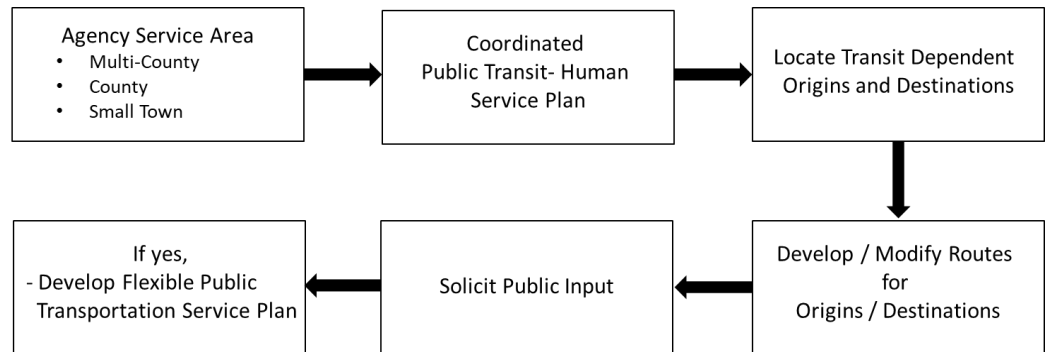 Agency Service Area
• Multi-County
• County
• Small Town
Coordinated
Public Transit- Human
Service Plan
Locate Transit Dependent
Origins and Destinations
Develop / Modify Routes
for
Origins / Destinations
Solicit Public Input
If yes,
- Develop Flexible Public
Transportation Service Plan